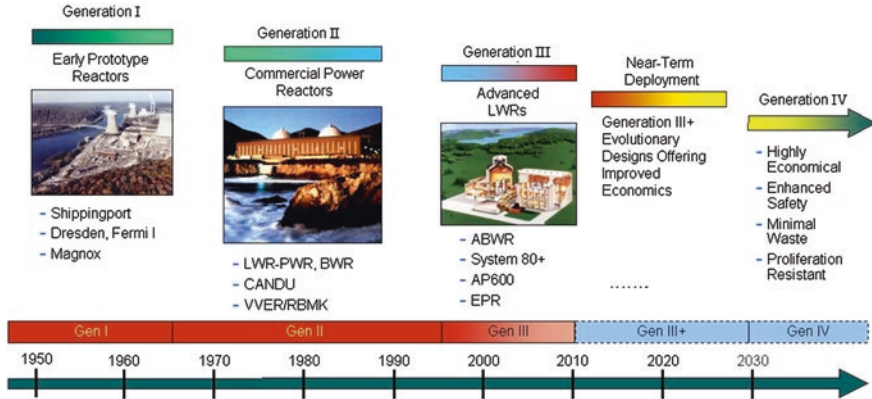 Generation I
Early Prototype
Reactors
- Shippingport
- Dresden, Fermi I
- Magnox
Generation II
Commercial Power
Reactors
- LWR-PWR, BWR
- CANDU
- VVER/RBMK
Generation III
Advanced
LWRs
- ABWR
- System 80+
- AP600
- EPR
Near-Term
Deployment
Generation III+
Evolutionary
Designs Offering
Improved
Economics
.......
Generation IV
- Highly
Economical
- Enhanced
Safety
- Minimal
Waste
- Proliferation
Resistant
Gen I Gen II Gen III Gen III+ Gen IV
1950 1960 1970 1980 1990 2000 2010 2020 2030